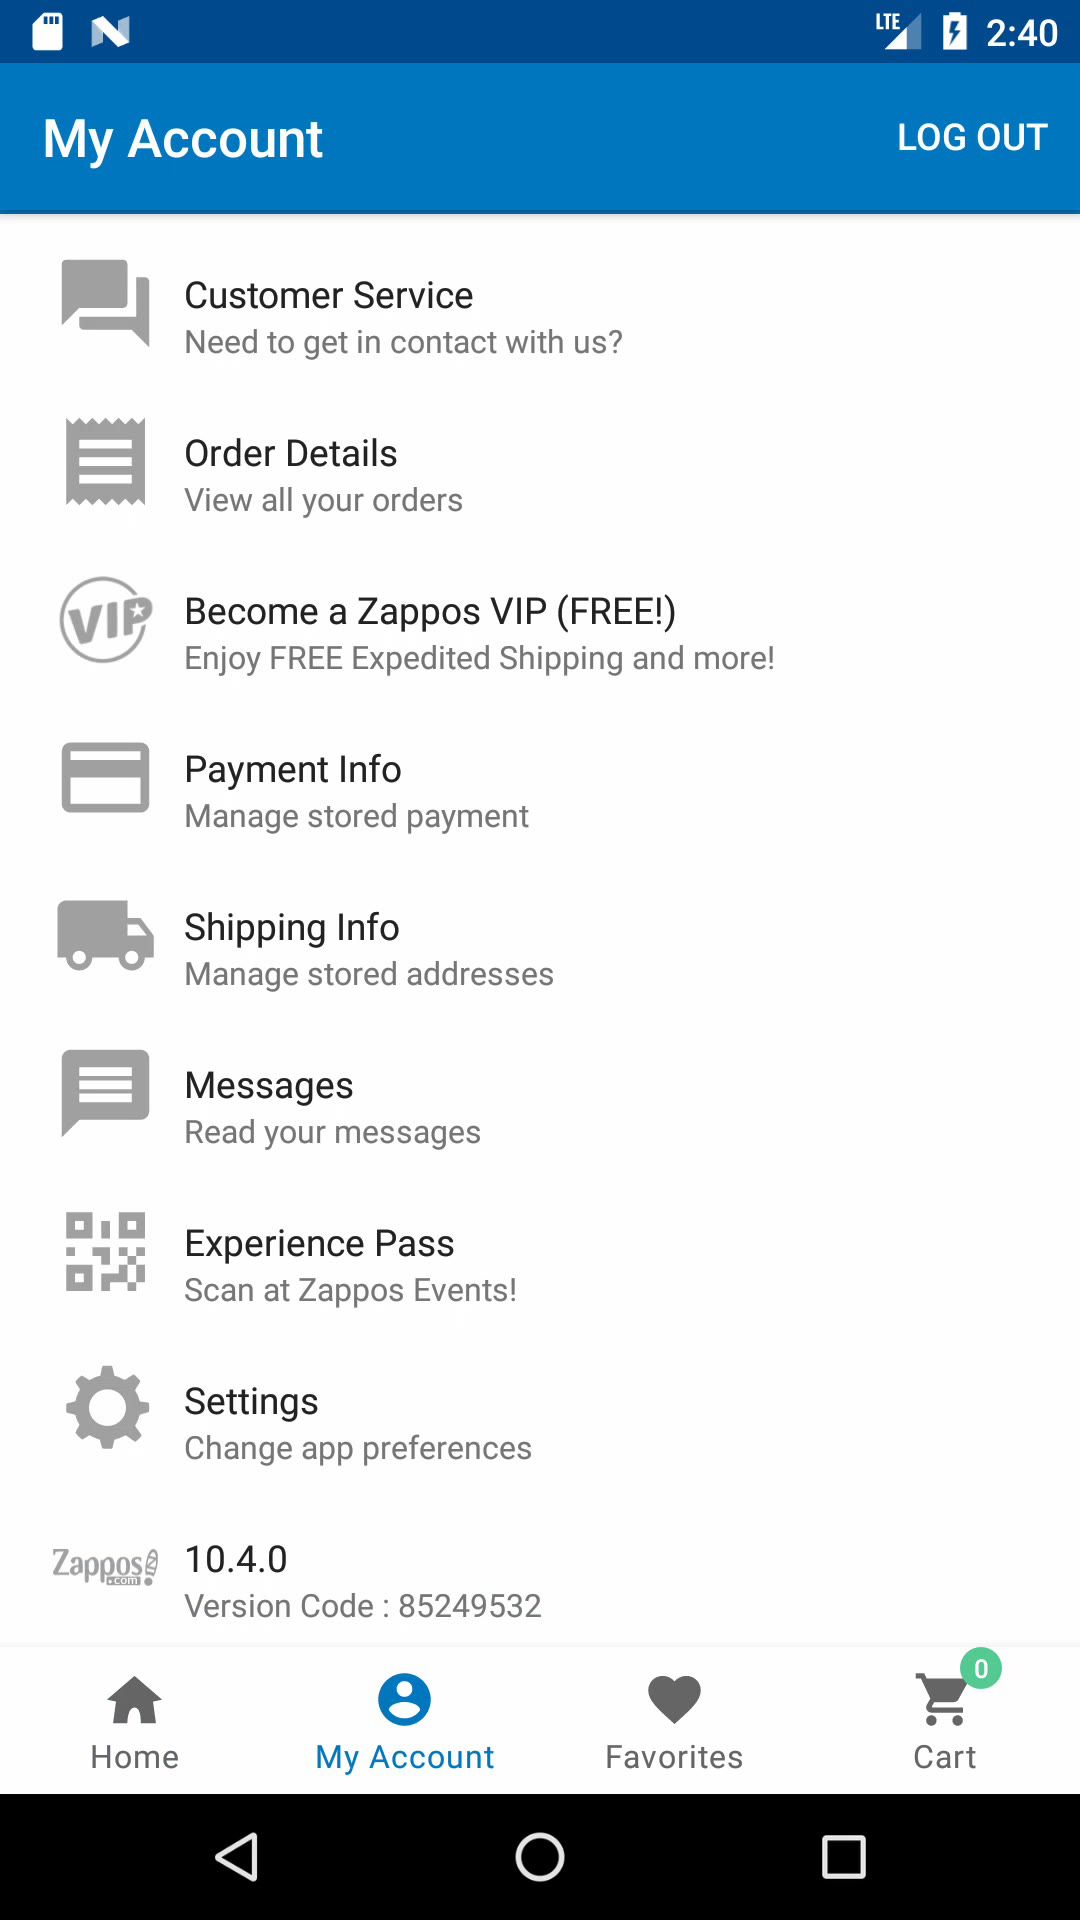 LTE 2:40
My Account
LOG OUT
Customer Service
Need to get in contact with us?
Order Details
View all your orders
VIP
Become a Zappos VIP (FREE!)
Enjoy FREE Expedited Shipping and more!
Payment Info
Manage stored payment
Shipping Info
Manage stored addresses
Messages
Read your messages
Experience Pass
Scan at Zappos Events!
Settings
Change app preferences
Zappos
.com
10.4.0
Version Code : 85249532
0
Home
My Account
Favorites
Cart